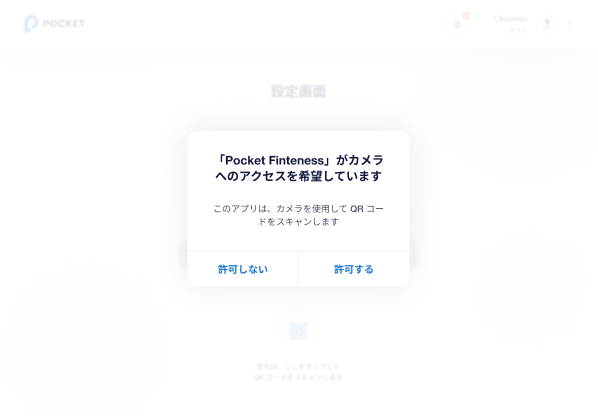 POCKET
設定画面
「Pocket Finteness」がカメラ
へのアクセスを希望しています
このアプリは、カメラを使用して QR コー
ドをスキャンします
許可しない
許可する
または、ここをタップして
QR コードをスキャンします